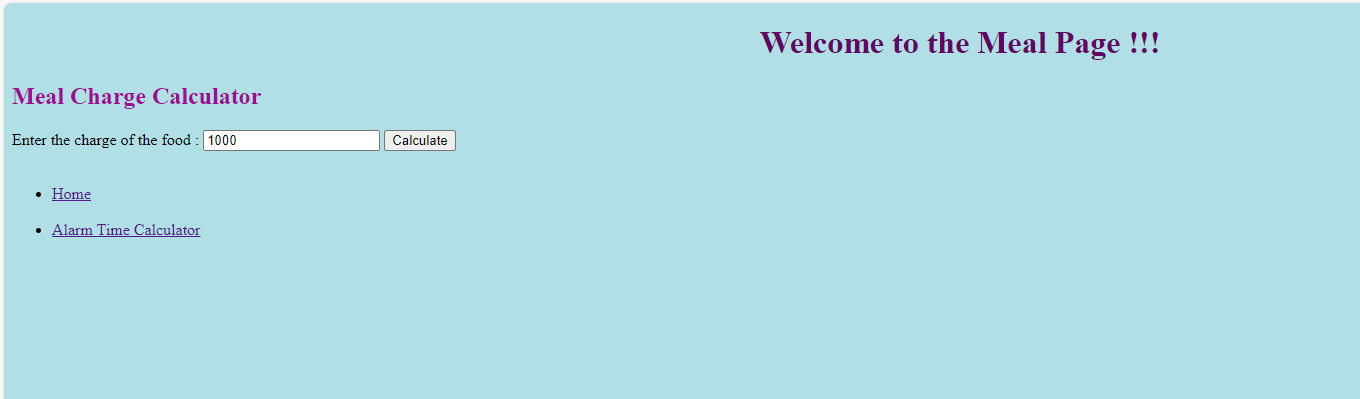 Welcome to the Meal Page !!!
Meal Charge Calculator
Enter the charge of the food : 1000 Calculate
Home
Alarm Time Calculator